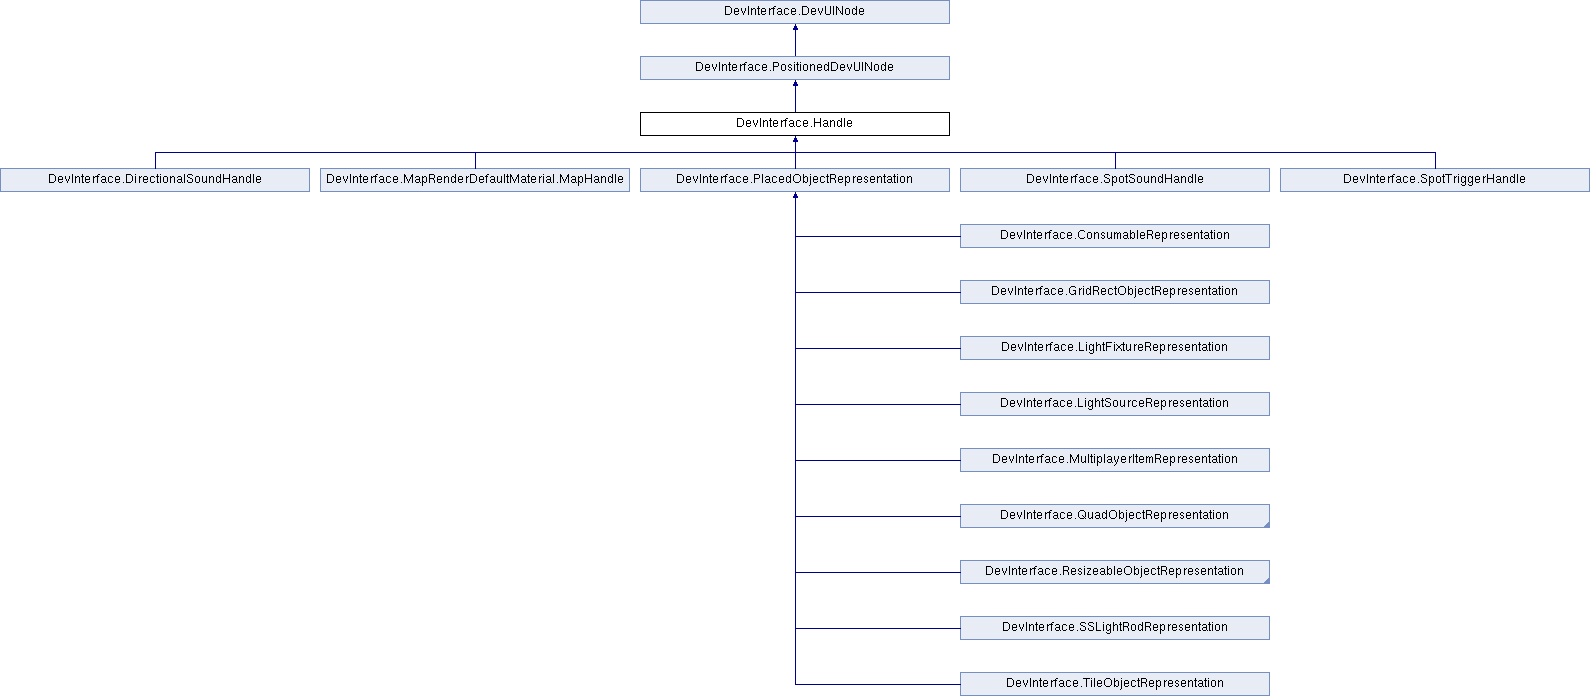 DevInterface.DevUINode
DevInterface.PositionedDevUINode
DevInterface.Handle
DevInterface.DirectionalSoundHandle
DevInterface.MapRenderDefaultMaterial.MapHandle
DevInterface.PlacedObjectRepresentation
DevInterface.SpotSoundHandle
DevInterface.SpotTriggerHandle
DevInterface.ConsumableRepresentation
DevInterface.GridRectObjectRepresentation
DevInterface.LightFixtureRepresentation
DevInterface.LightSourceRepresentation
DevInterface.MultiplayerItemRepresentation
DevInterface.QuadObjectRepresentation
DevInterface.ResizeableObjectRepresentation
DevInterface.SSLightRodRepresentation
DevInterface.TileObjectRepresentation